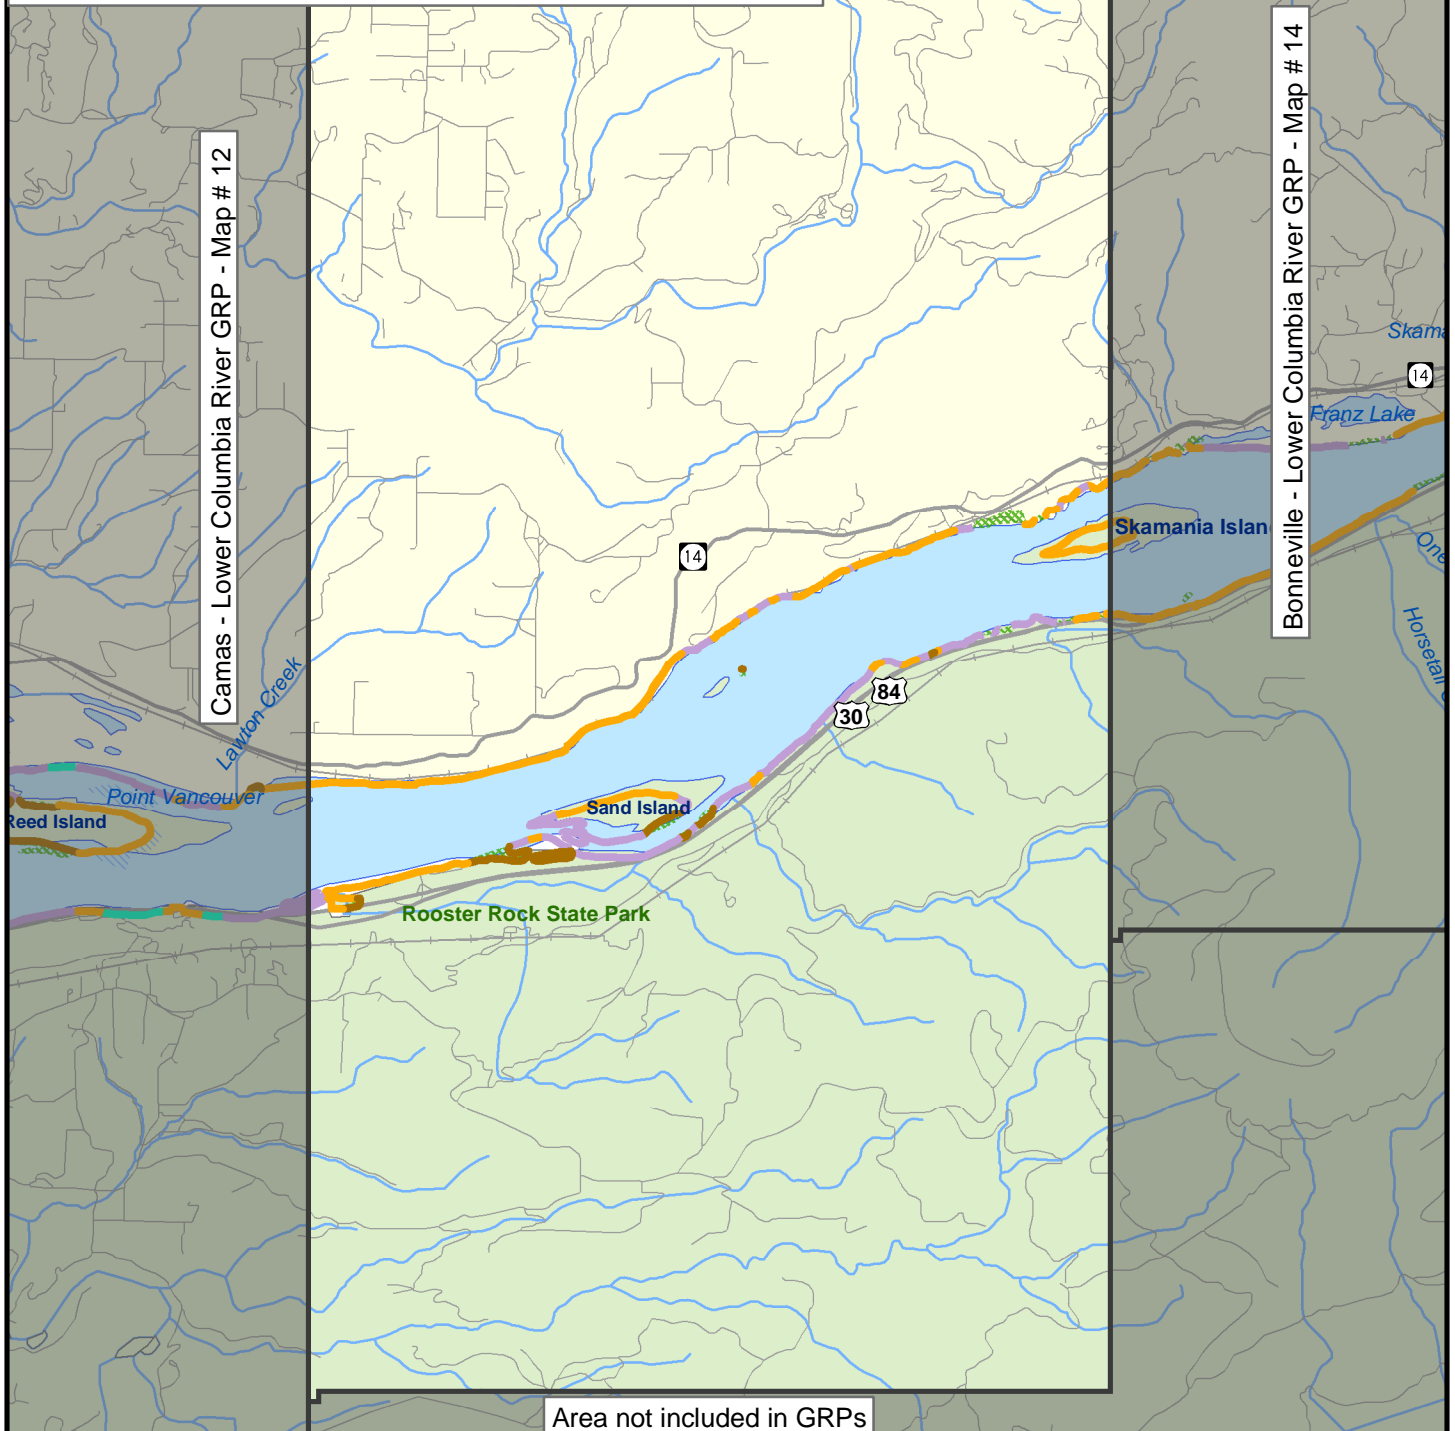 Camas - Lower Columbia River GRP - Map # 12
Bonneville - Lower Columbia River GRP - Map # 14
14
Franz Lake
Skamania Islan
14
Lawton Creek
Point Vancouver
Reed Island
Sand Island
84
30
Horsetail
Rooster Rock State Park
Area not included in GRPs